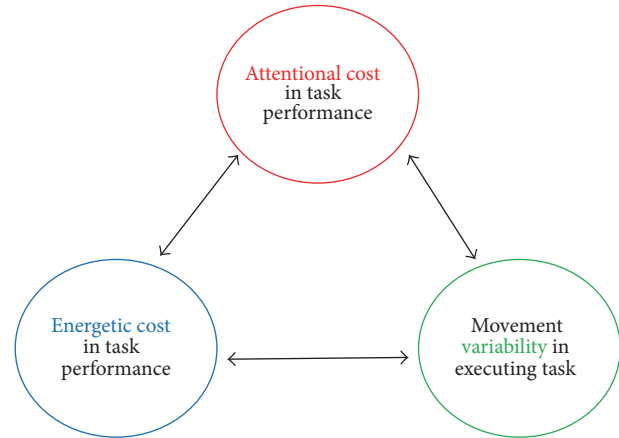 Attentional cost
in task
performance
Energetic cost
in task
performance
Movement
variability in
executing task